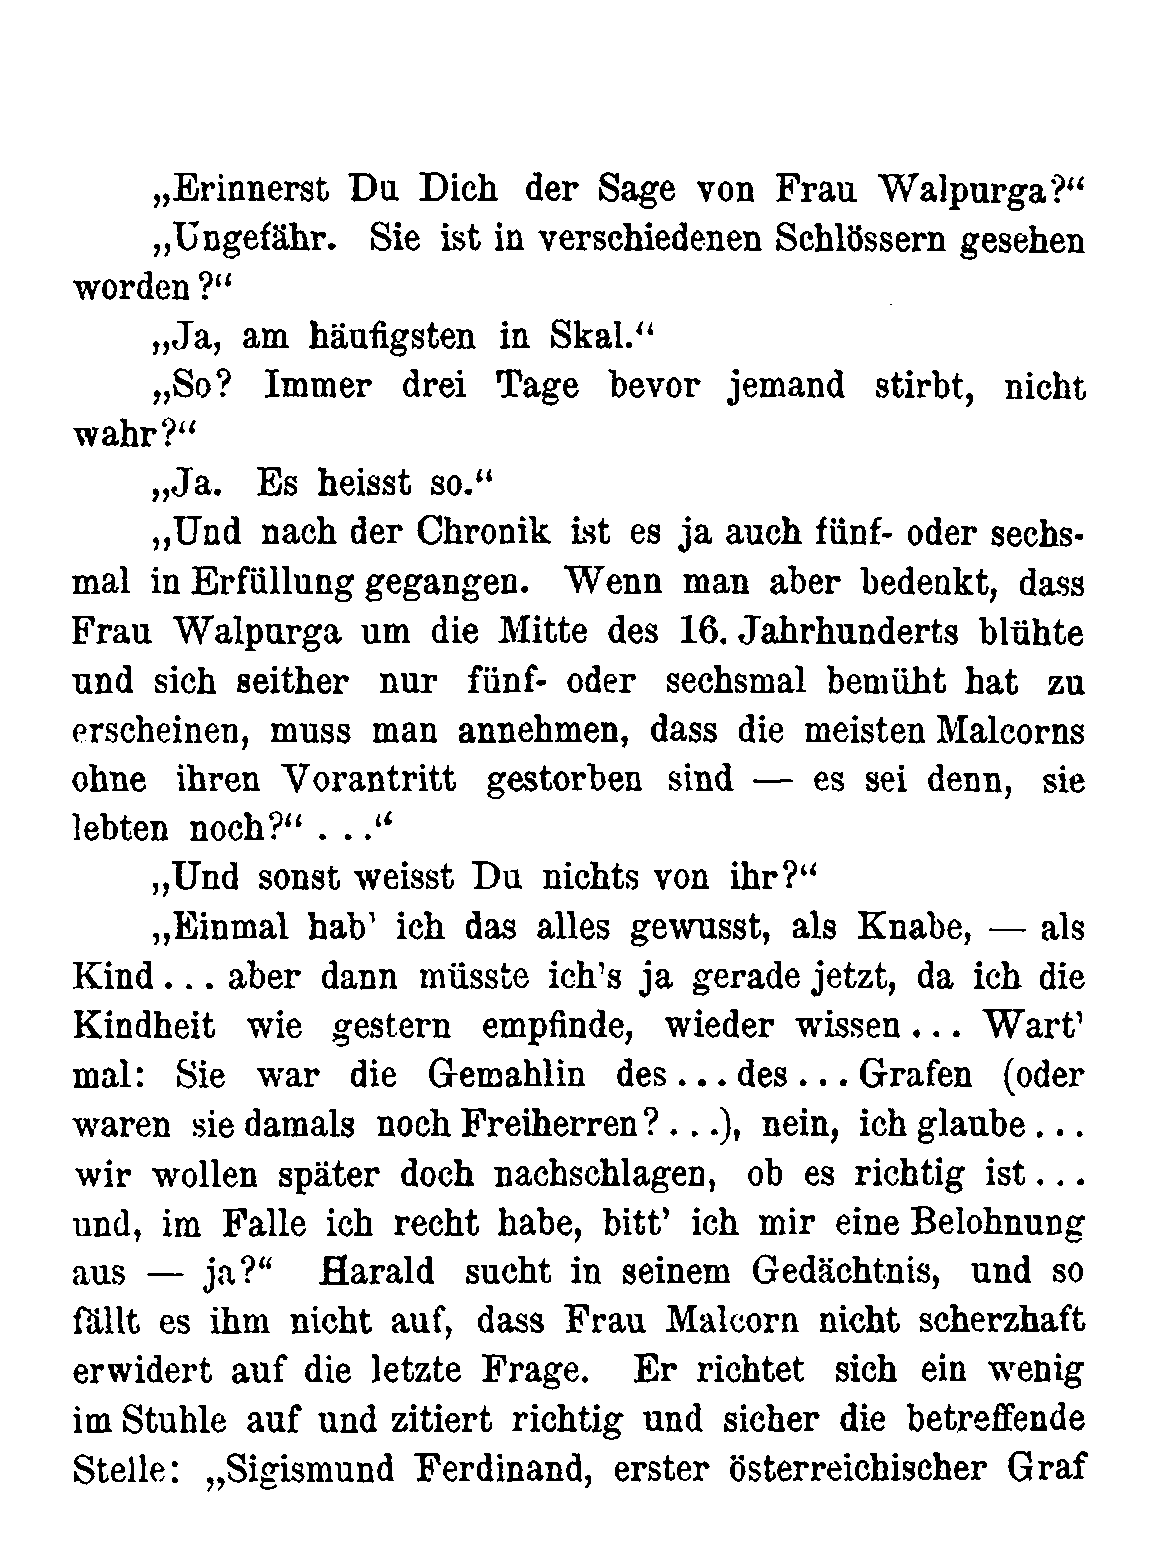 „Erinnerst Du Dich der Sage von Frau Walpurga?“
„Ungefähr. Sie ist in verschiedenen Schlössern gesehen
worden?“
„Ja, am häufigsten in Skal.“
„So? Immer drei Tage bevor jemand stirbt, nicht
wahr?“
„Ja. Es heisst so.“
„Und nach der Chronik ist es ja auch fünf- oder sechs-
mal in Erfüllung gegangen. Wenn man aber bedenkt, dass
Frau Walpurga um die Mitte des 16. Jahrhunderts blühte
und sich seither nur fünf- oder sechsmal bemüht hat zu
erscheinen, muss man annehmen, dass die meisten Malcorns
ohne ihren Vorantritt gestorben sind — es sei denn, sie
lebten noch?“ . . .“
„Und sonst weisst Du nichts von ihr?“
„Einmal hab’ ich das alles gewusst, als Knabe, — als
Kind . . . aber dann müsste ich’s ja gerade jetzt, da ich die
Kindheit wie gestern empfinde, wieder wissen . . . Wart’
mal: Sie war die Gemahlin des . . . des . . . Grafen (oder
waren sie damals noch Freiherren? . . .), nein, ich glaube . . .
wir wollen später doch nachschlagen, ob es richtig ist . . .
und, im Falle ich recht habe, bitt’ ich mir eine Belohnung
aus — ja?“ Harald sucht in seinem Gedächtnis, und so
fällt es ihm nicht auf, dass Frau Malcorn nicht scherzhaft
erwidert auf die letzte Frage. Er richtet sich ein wenig
im Stuhle auf und zitiert richtig und sicher die betreffende
Stelle: „Sigismund Ferdinand, erster österreichischer Graf